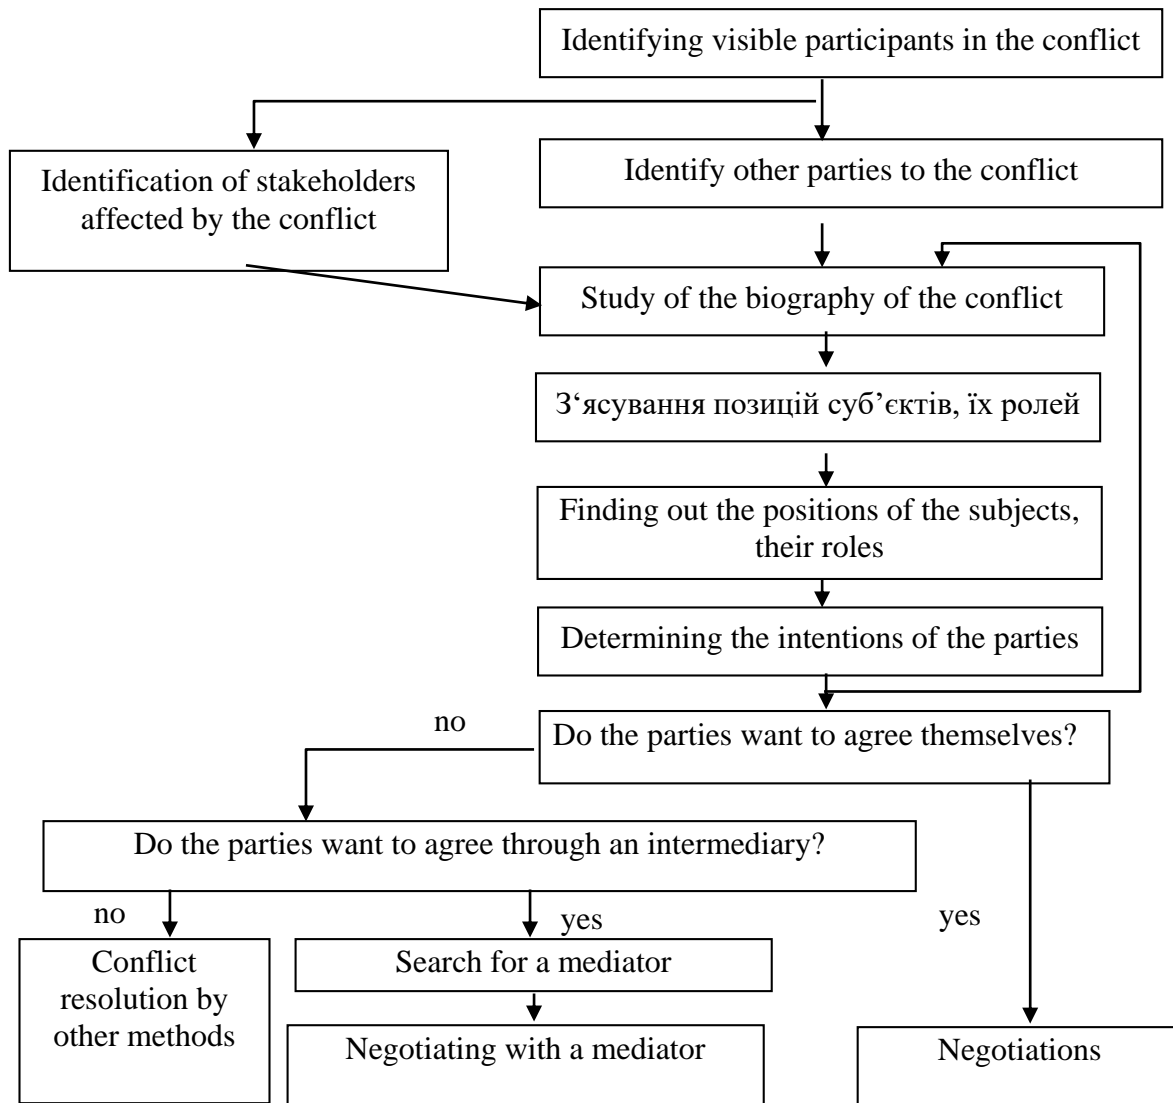 Identifying visible participants in the conflict
Identification of stakeholders
affected by the conflict
Identify other parties to the conflict
Study of the biography of the conflict
З‘ясування позицій суб’єктів, їх ролей
Finding out the positions of the subjects,
their roles
Determining the intentions of the parties
no
Do the parties want to agree themselves?
Do the parties want to agree through an intermediary?
no
yes
yes
Conflict
resolution by
other methods
Search for a mediator
Negotiating with a mediator
Negotiations